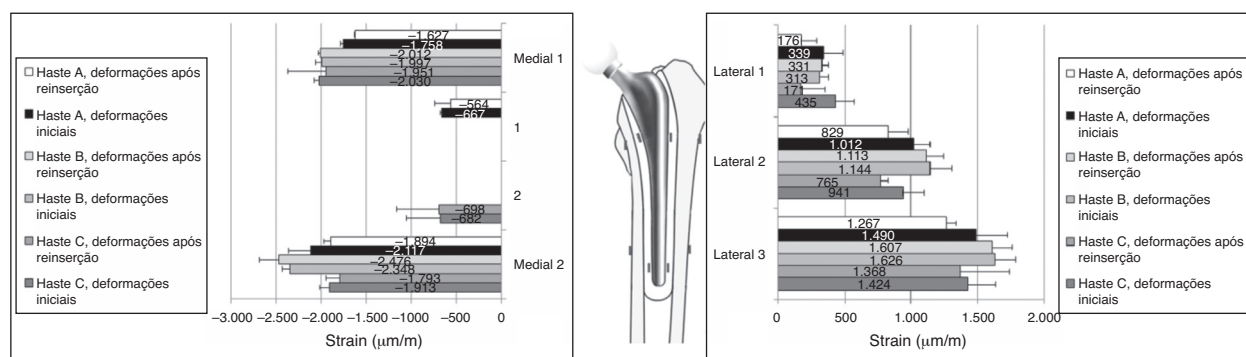 Haste A, deformações após
reinserção
Haste A, deformações
iniciais
Haste B, deformações após
reinserção
Haste B, deformações
iniciais
Haste C, deformações após
reinserção
Haste C, deformações
iniciais
–1.627
–1.758
–2.012
–1.997
–1.951
–2.030
Medial 1
–564
–667
1
2
–698
–682
–1.894
–2.117
–2.476
–2.348
–1.793
–1.913
Medial 2
–3.000 –2.500 –2.000 –1.500 –1.000 –500 0
Strain (μm/m)
Lateral 1
176
339
331
313
171
435
Lateral 2
829
1.012
1.113
1.144
765
941
Lateral 3
1.267
1.490
1.607
1.626
1.368
1.424
0 500 1.000 1.500 2.000
Strain (μm/m)
Haste A, deformações após
reinserção
Haste A, deformações
iniciais
Haste B, deformações após
reinserção
Haste B, deformações
iniciais
Haste C, deformações após
reinserção
Haste C, deformações
iniciais